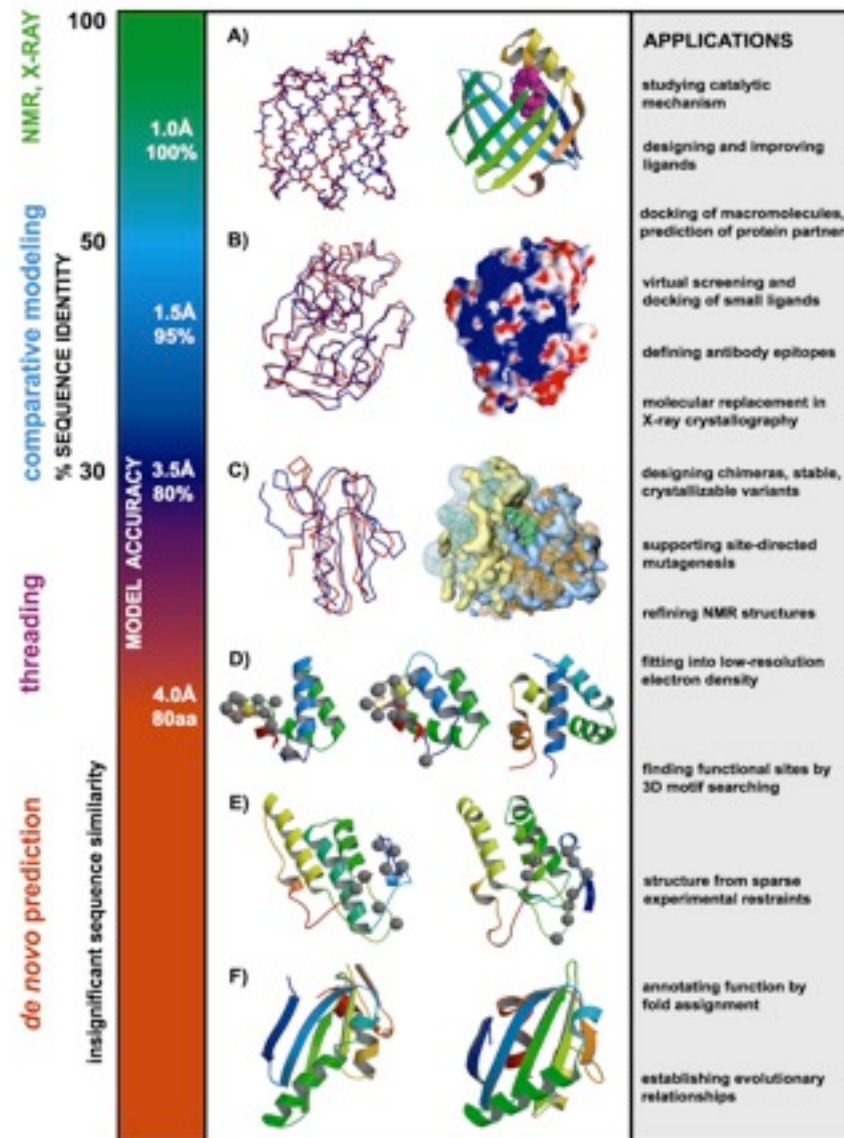 NMR, X-RAY
comparative modeling
threading
de novo prediction
100
50
% SEQUENCE IDENTITY
30
insignificant sequence similarity
MODEL ACCURACY
1.0Å
100%
1.5Å
95%
3.5Å
80%
4.0Å
80aa
A)
B)
C)
D)
E)
F)
APPLICATIONS
studying catalytic
mechanism
designing and improving
ligands
docking of macromolecules,
prediction of protein partner
virtual screening and
docking of small ligands
defining antibody epitopes
molecular replacement in
X-ray crystallography
designing chimeras, stable,
crystallizable variants
supporting site-directed
mutagenesis
refining NMR structures
fitting into low-resolution
electron density
finding functional sites by
3D motif searching
structure from sparse
experimental restraints
annotating function by
fold assignment
establishing evolutionary
relationships